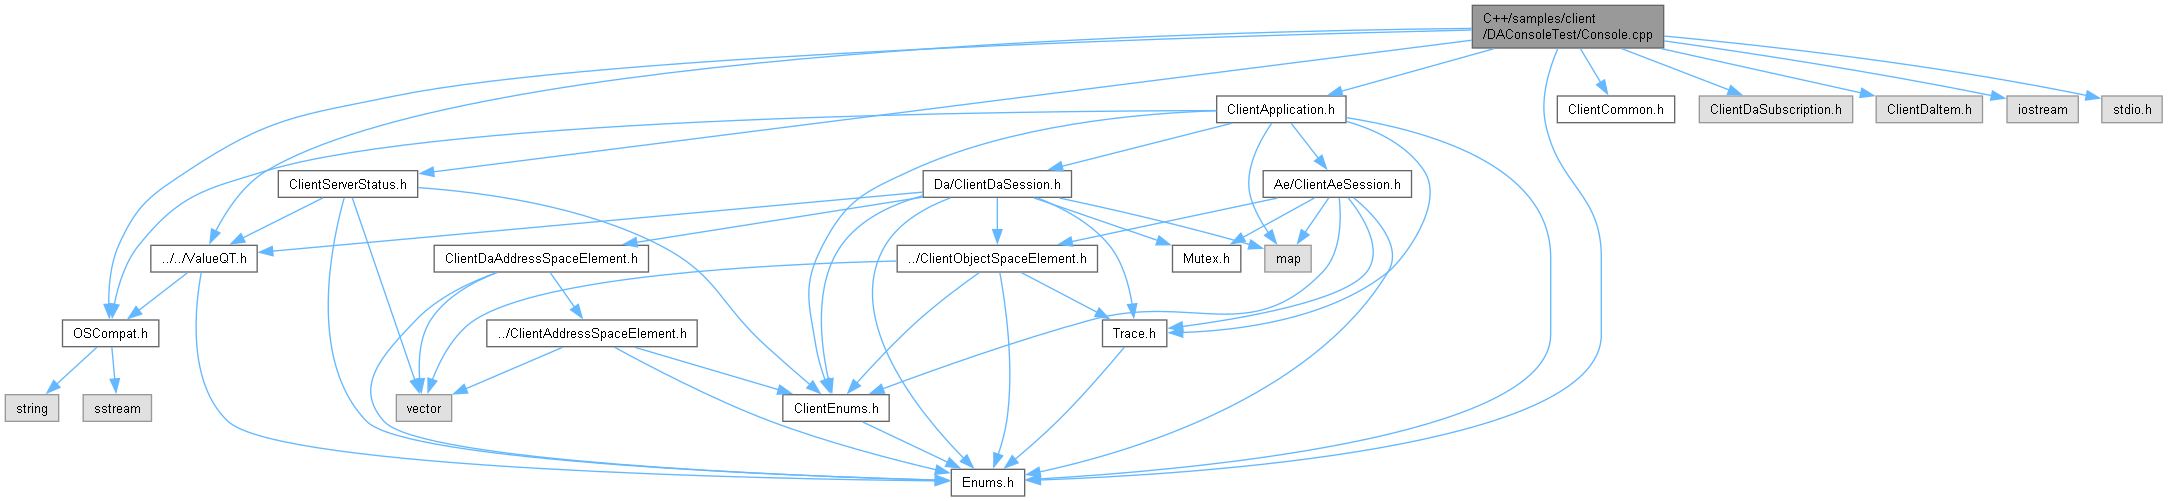 C++/samples/client
/DAConsoleTest/Console.cpp
ClientApplication.h
ClientCommon.h
ClientDaSubscription.h
ClientDaItem.h
iostream
stdio.h
ClientServerStatus.h
Da/ClientDaSession.h
Ae/ClientAeSession.h
../../ValueQT.h
ClientDaAddressSpaceElement.h
../ClientObjectSpaceElement.h
Mutex.h
map
OSCompat.h
../ClientAddressSpaceElement.h
Trace.h
string
sstream
vector
ClientEnums.h
Enums.h